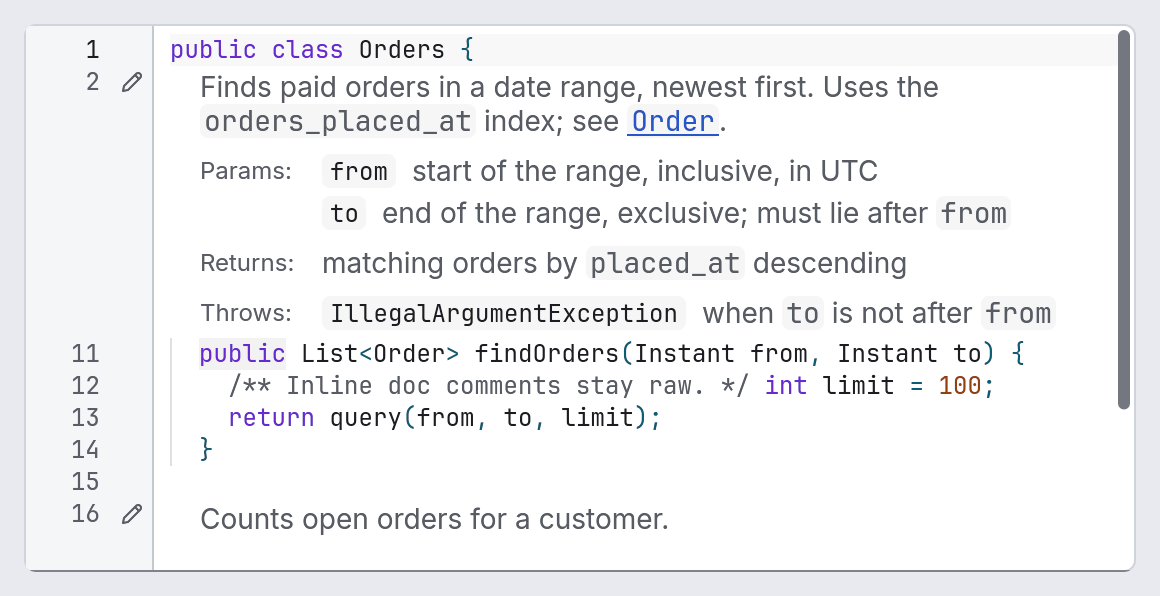 1 public class Orders {
2 Finds paid orders in a date range, newest first. Uses the
orders_placed_at index; see Order.
Params: from start of the range, inclusive, in UTC
to end of the range, exclusive; must lie after from
Returns: matching orders by placed_at descending
Throws: IllegalArgumentException when to is not after from
11 public List<Order> findOrders(Instant from, Instant to) {
12 /** Inline doc comments stay raw. */ int limit = 100;
13 return query(from, to, limit);
14 }
15
16 Counts open orders for a customer.